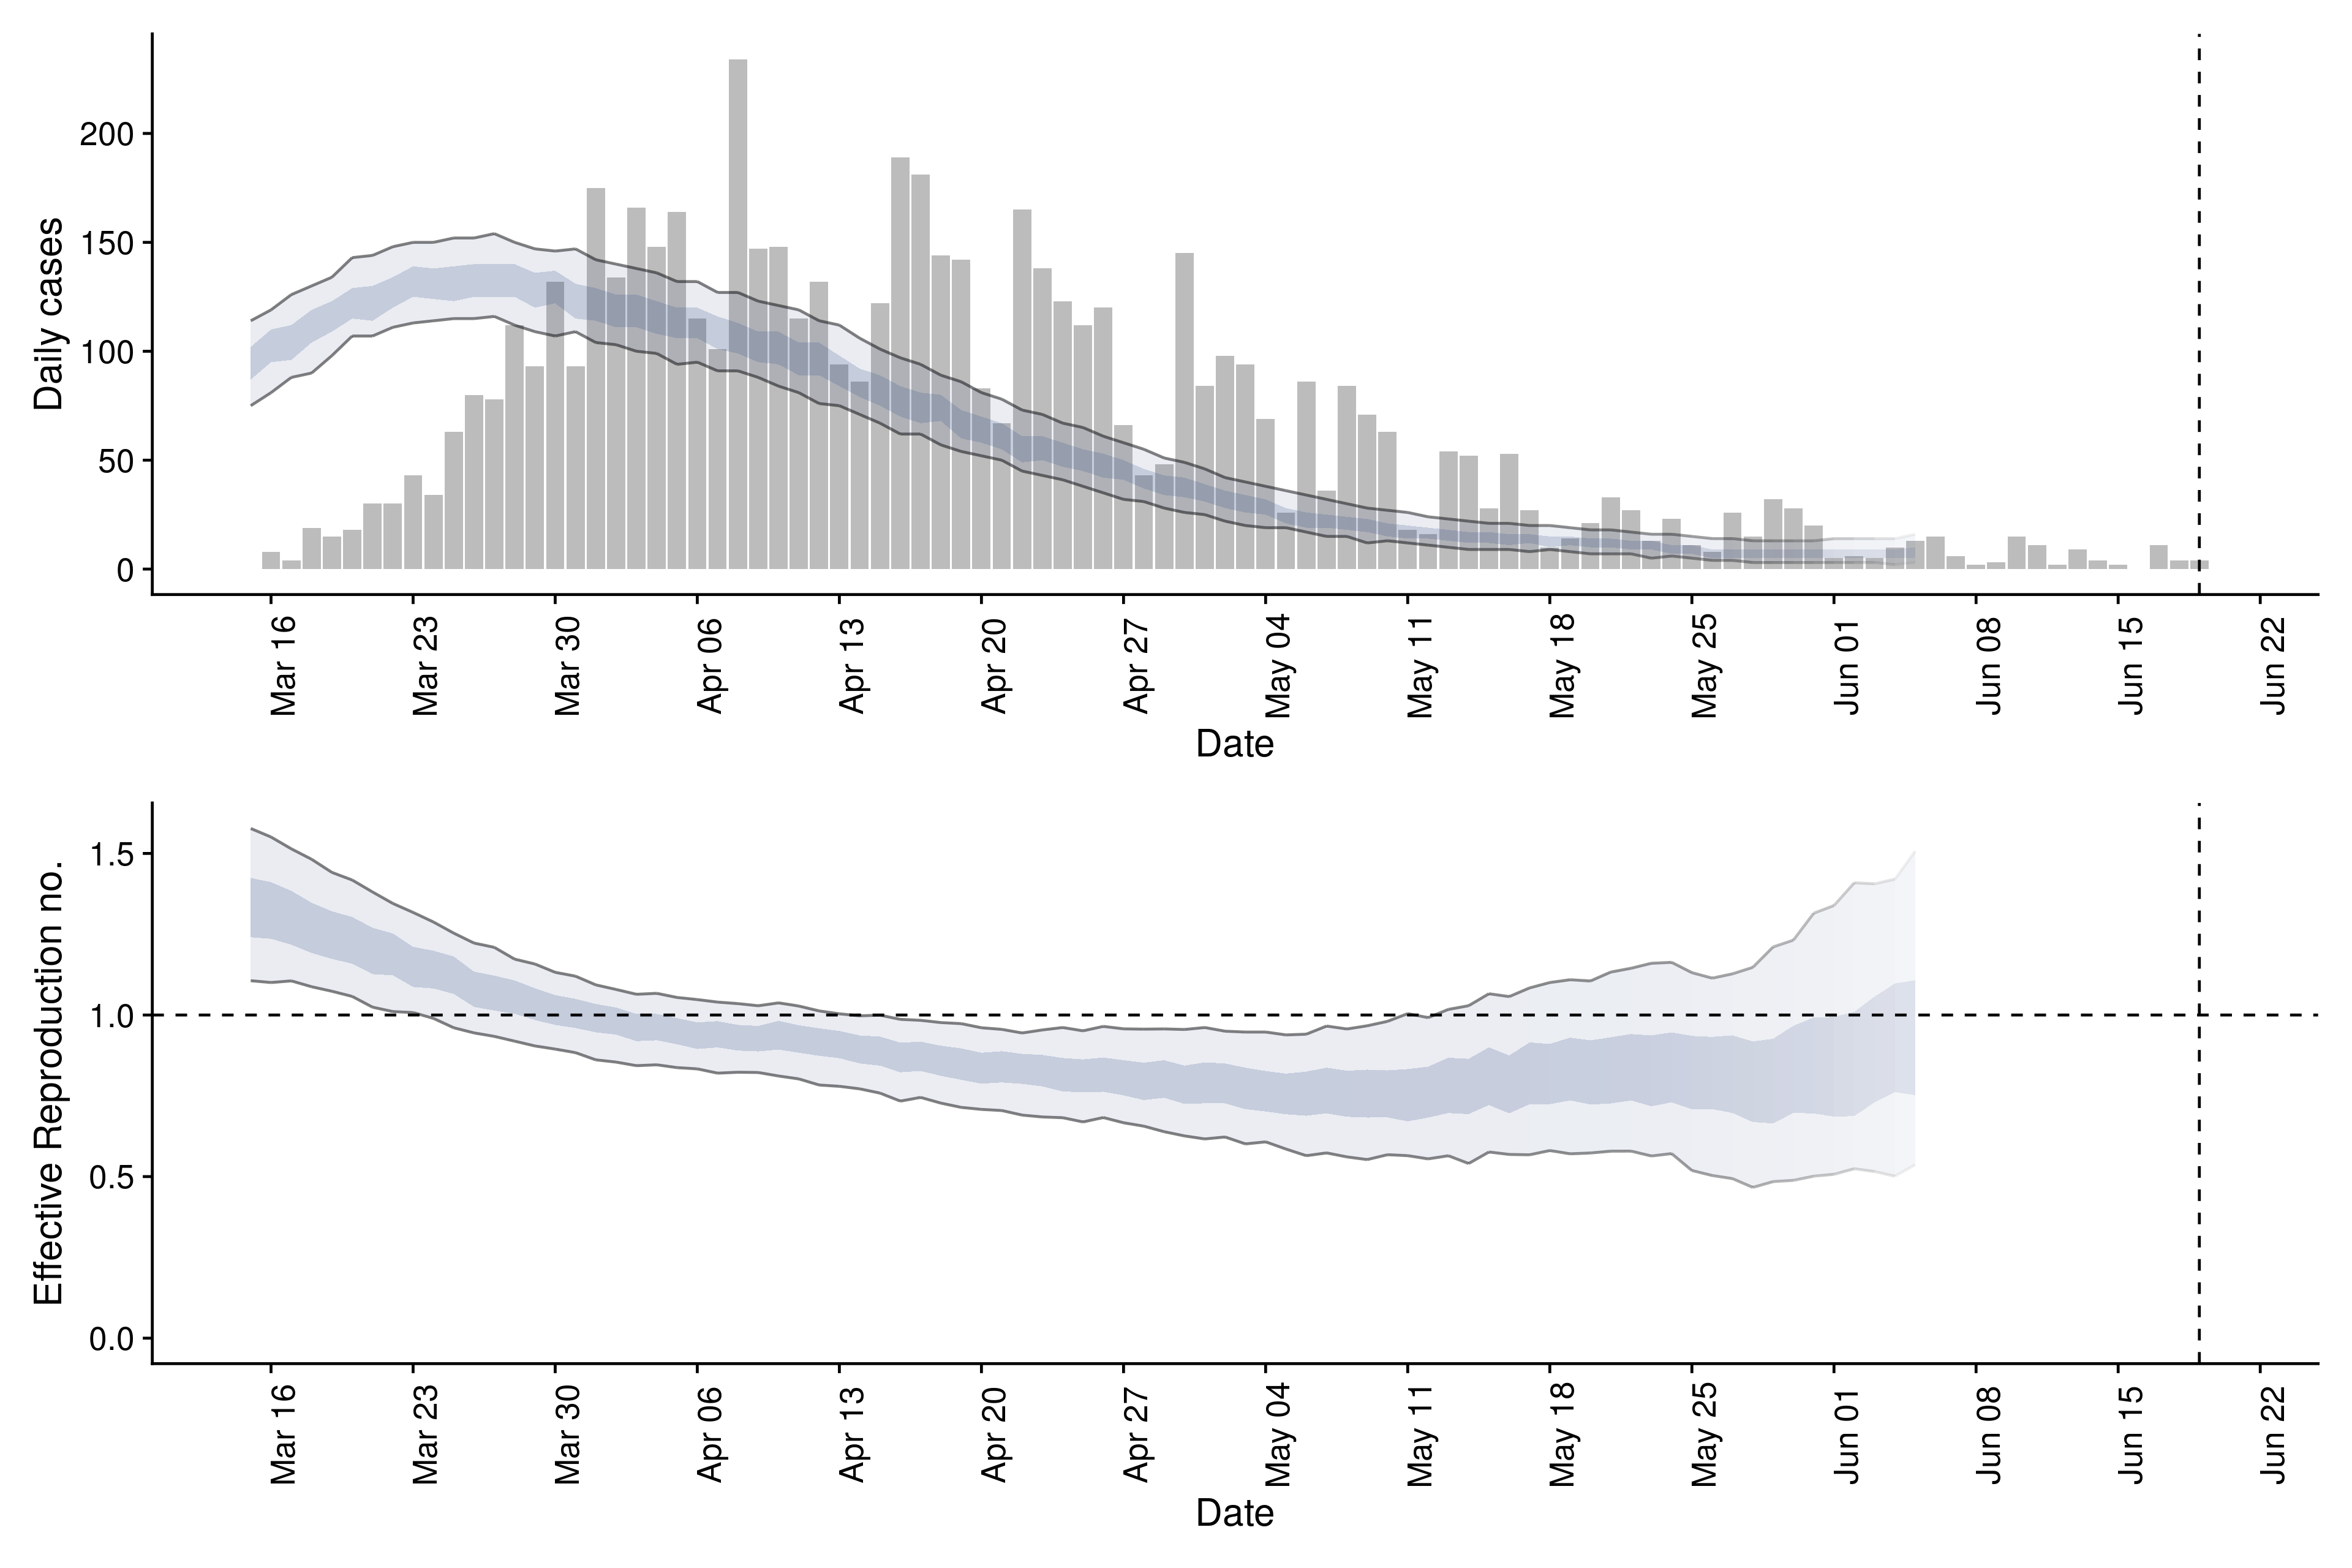 Daily cases
200
150
100
50
0
Mar 16
Mar 23
Mar 30
Apr 06
Apr 13
Apr 20
Apr 27
May 04
May 11
May 18
May 25
Jun 01
Jun 08
Jun 15
Jun 22
Date
Effective Reproduction no.
1.5
1.0
0.5
0.0
Mar 16
Mar 23
Mar 30
Apr 06
Apr 13
Apr 20
Apr 27
May 04
May 11
May 18
May 25
Jun 01
Jun 08
Jun 15
Jun 22
Date